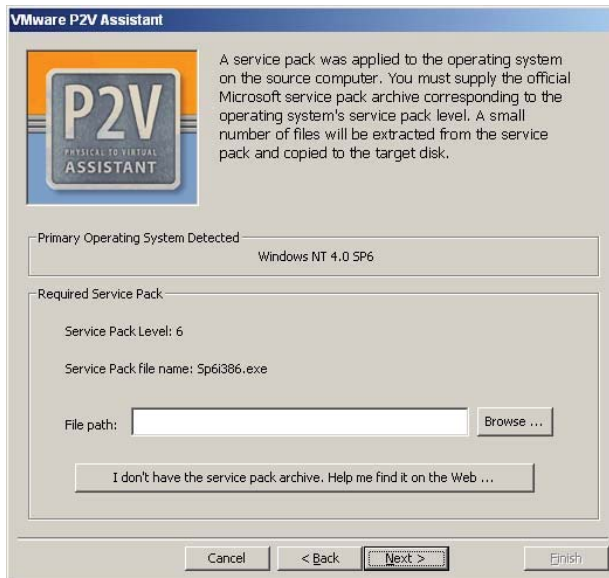 VMware P2V Assistant
P2V
PHYSICAL TO VIRTUAL
ASSISTANT
A service pack was applied to the operating system
on the source computer. You must supply the official
Microsoft service pack archive corresponding to the
operating system's service pack level. A small
number of files will be extracted from the service
pack and copied to the target disk.
Primary Operating System Detected
Windows NT 4.0 SP6
Required Service Pack
Service Pack Level: 6
Service Pack file name: Sp6i386.exe
File path:
Browse ...
I don't have the service pack archive. Help me find it on the Web ...
Cancel < Back Next > Finish